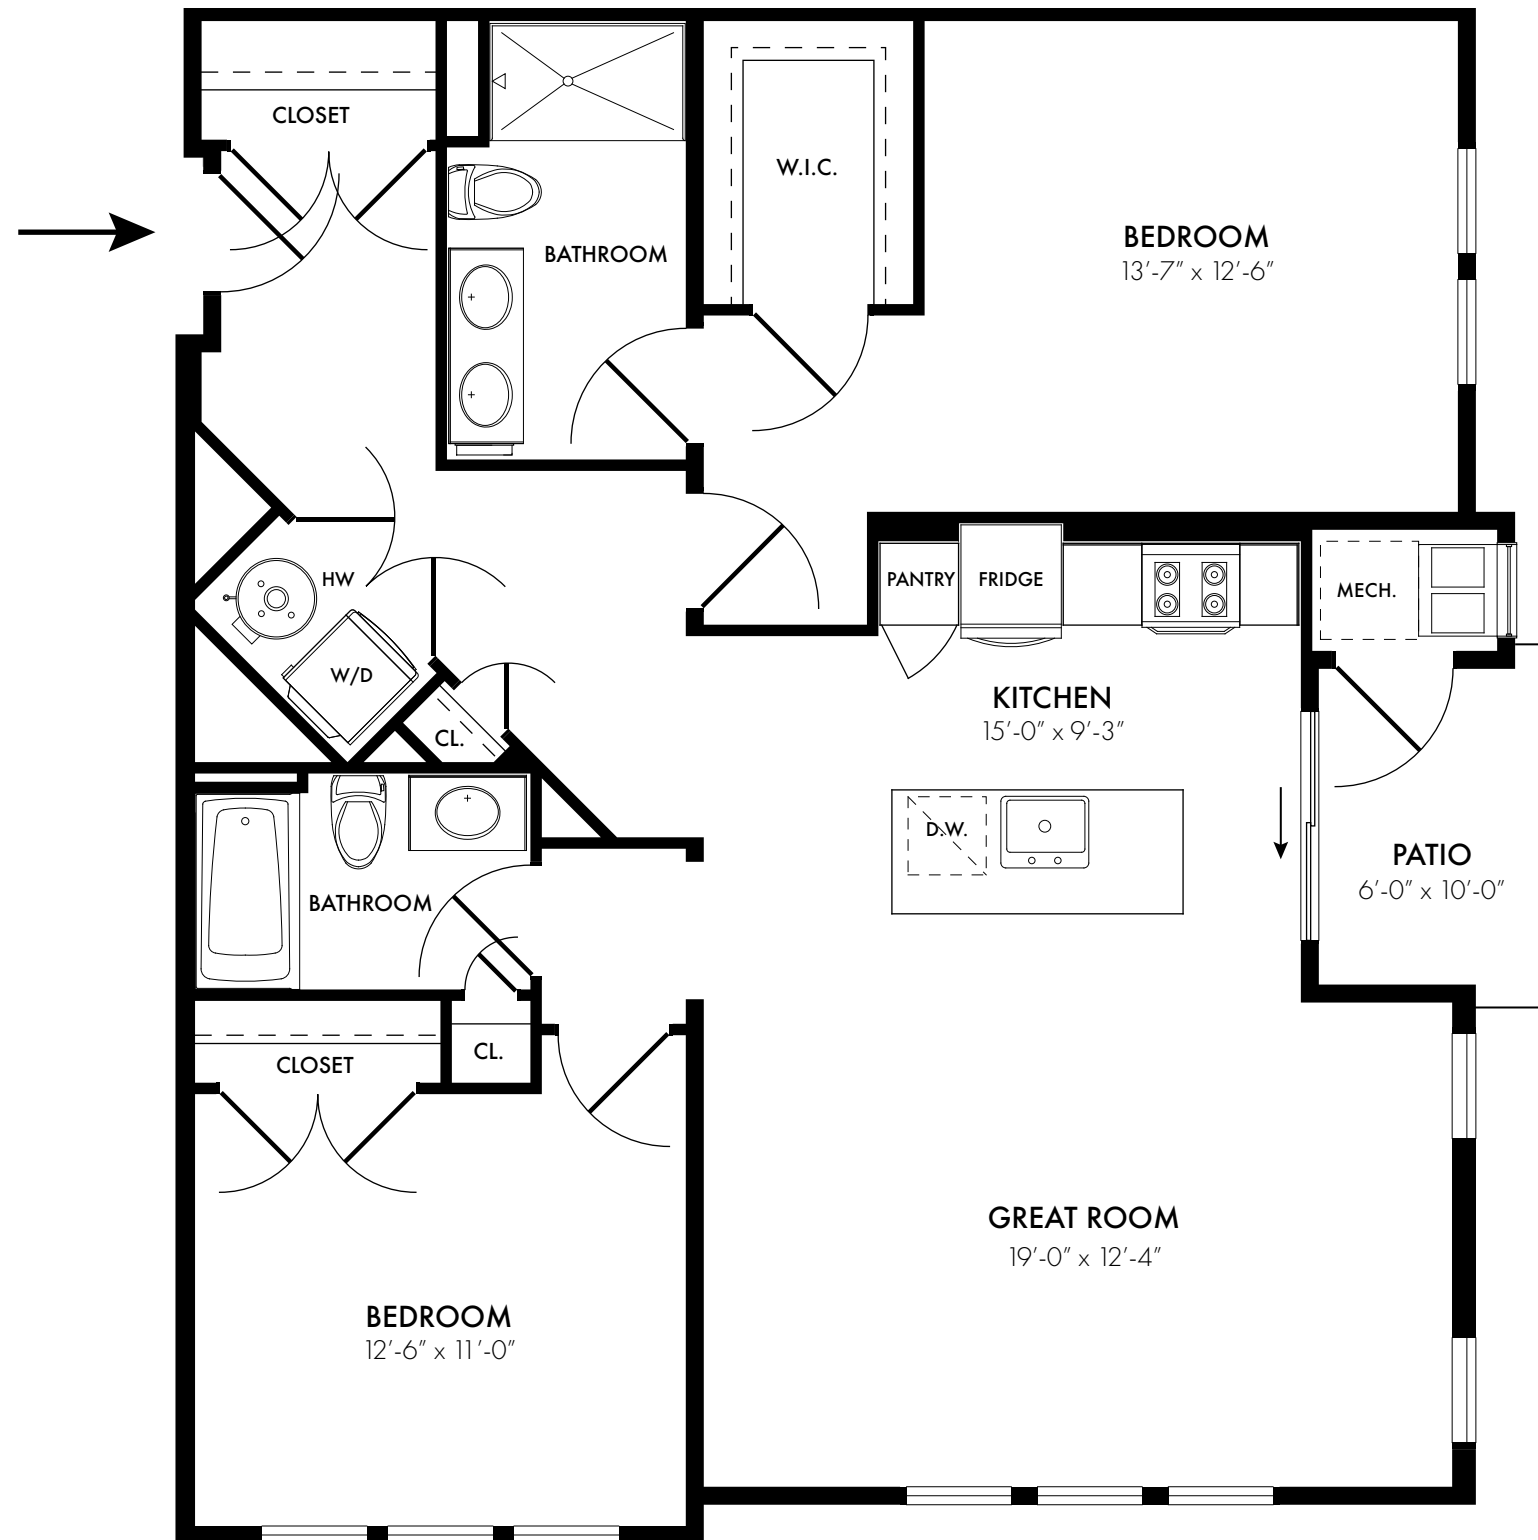 CLOSET
W.I.C.
BATHROOM
BEDROOM
13'-7" x 12'-6"
HW
PANTRY
FRIDGE
MECH.
W/D
KITCHEN
15'-0" x 9'-3"
CL.
D.W.
PATIO
6'-0" x 10'-0"
BATHROOM
CL.
CLOSET
GREAT ROOM
19'-0" x 12'-4"
BEDROOM
12'-6" x 11'-0"